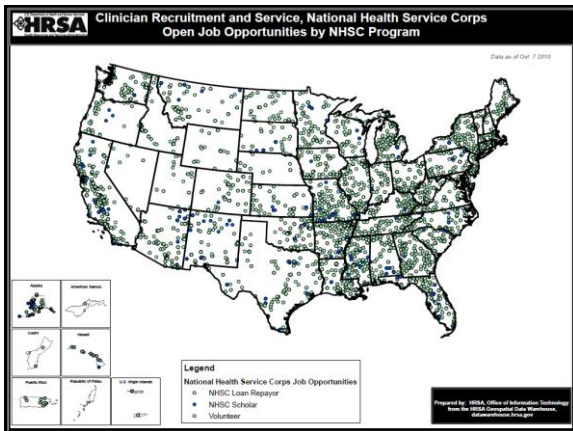 HRSA
Clinician Recruitment and Service, National Health Service Corps
Open Job Opportunities by NHSC Program
Data as of Oct 7 2010
Alaska
American Samoa
Guam
Hawaii
Puerto Rico
Republic of Palau
U.S. Virgin Islands
Legend
National Health Service Corps Job Opportunities
NHSC Loan Repayor
NHSC Scholar
Volunteer
Prepared by: HRSA, Office of Information Technology
from the HRSA Geospatial Data Warehouse,
datawarehouse.hrsa.gov